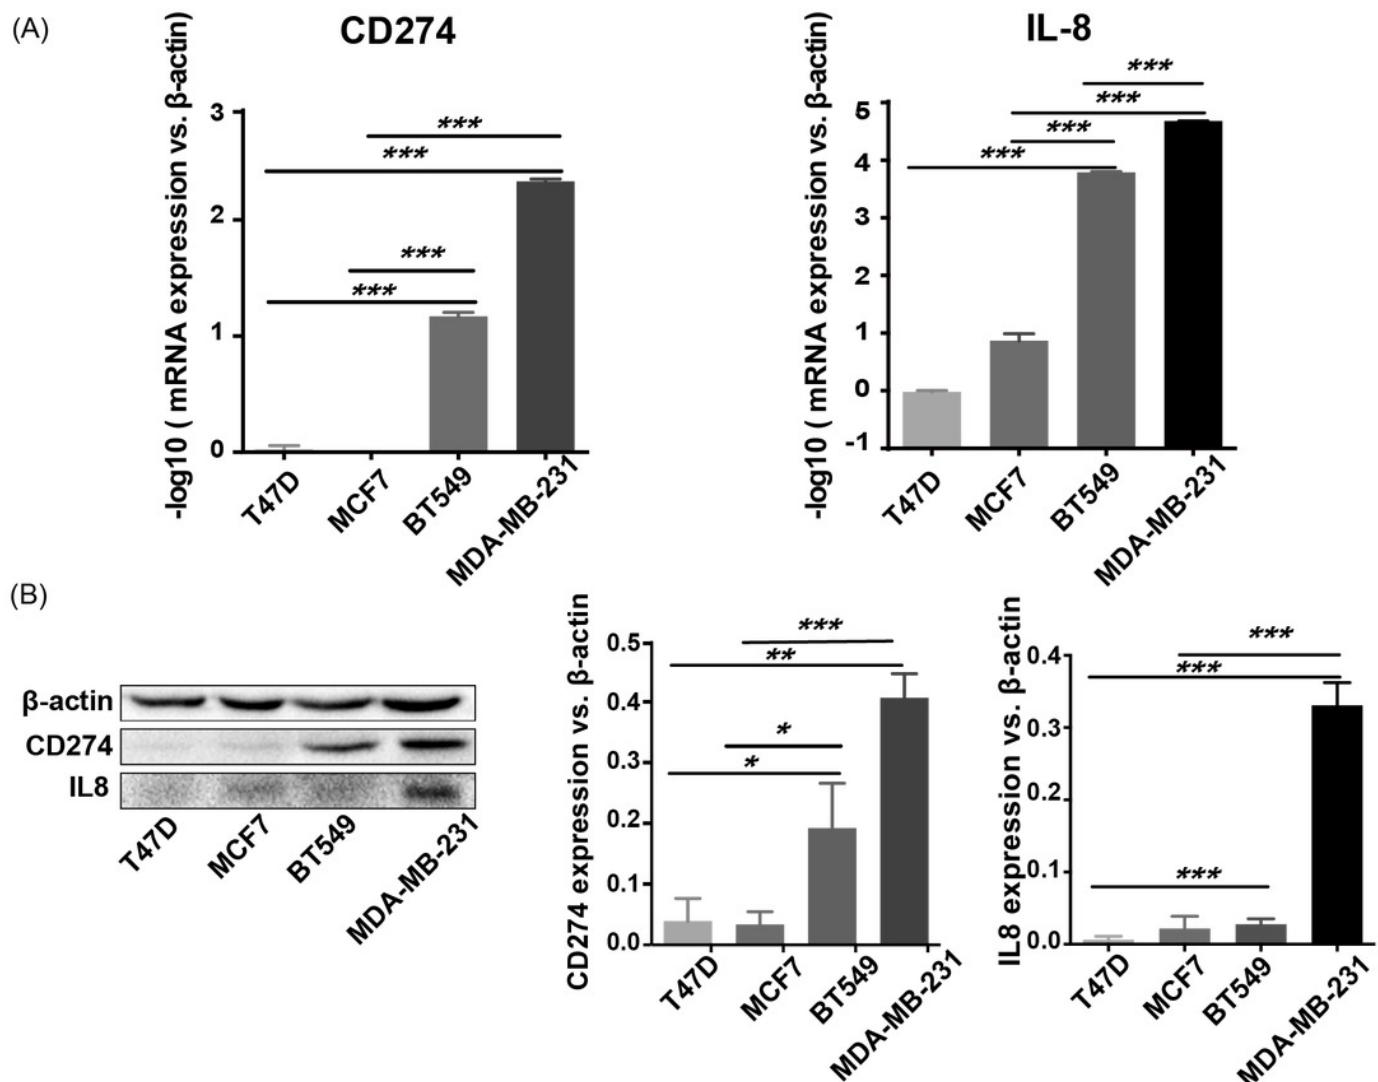 (A)
CD274
-log10 ( mRNA expression vs. β-actin)
3
2
1
0
***
***
***
***
T47D
MCF7
BT549
MDA-MB-231
IL-8
-log10 ( mRNA expression vs. β-actin)
5
4
3
2
1
0
-1
***
***
***
***
T47D
MCF7
BT549
MDA-MB-231
(B)
β-actin
CD274
IL8
T47D
MCF7
BT549
MDA-MB-231
CD274 expression vs. β-actin
0.5
0.4
0.3
0.2
0.1
0.0
***
**
*
*
T47D
MCF7
BT549
MDA-MB-231
IL8 expression vs. β-actin
0.4
0.3
0.2
0.1
0.0
***
***
***
T47D
MCF7
BT549
MDA-MB-231